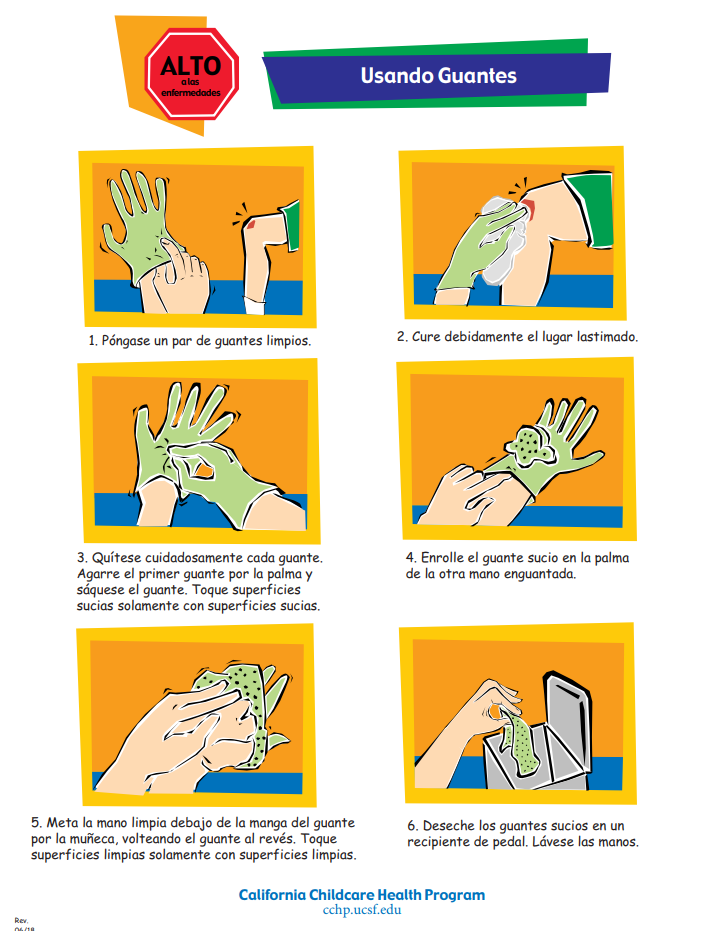 ALTO
a las
enfermedades
Usando Guantes
1. Póngase un par de guantes limpios.
2. Cure debidamente el lugar lastimado.
3. Quítese cuidadosamente cada guante.
Agarre el primer guante por la palma y
sáquese el guante. Toque superficies
sucias solamente con superficies sucias.
4. Enrolle el guante sucio en la palma
de la otra mano enguantada.
5. Meta la mano limpia debajo de la manga del guante
por la muñeca, volteando el guante al revés. Toque
superficies limpias solamente con superficies limpias.
6. Deseche los guantes sucios en un
recipiente de pedal. Lávese las manos.
California Childcare Health Program
cchp.ucsf.edu
Rev.
06/18